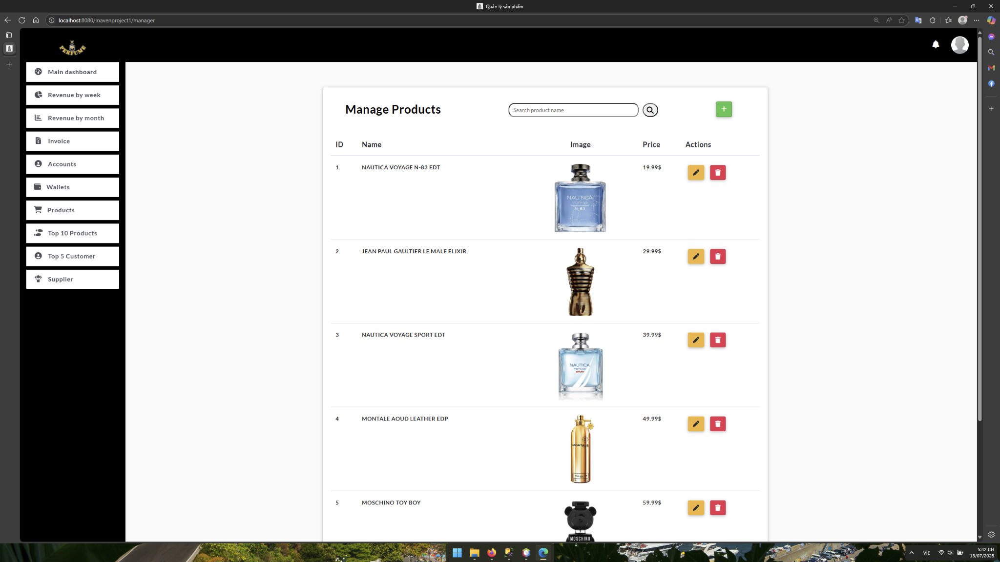 Quản lý sản phẩm
localhost:8080/mavenproject1/manager
PERFUME
Main dashboard
Revenue by week
Revenue by month
Invoice
Accounts
Wallets
Products
Top 10 Products
Top 5 Customer
Supplier
Manage Products
Search product name
+
ID Name Image Price Actions
1 NAUTICA VOYAGE N-83 EDT 19.99$
NAUTICA
VOYAGE
N-83
2 JEAN PAUL GAULTIER LE MALE ELIXIR 29.99$
3 NAUTICA VOYAGE SPORT EDT 39.99$
NAUTICA
VOYAGE
SPORT
4 MONTALE AOUD LEATHER EDP 49.99$
MONTALE
5 MOSCHINO TOY BOY 59.99$
MOSCHINO
VIE
5:42 CH
13/07/2025